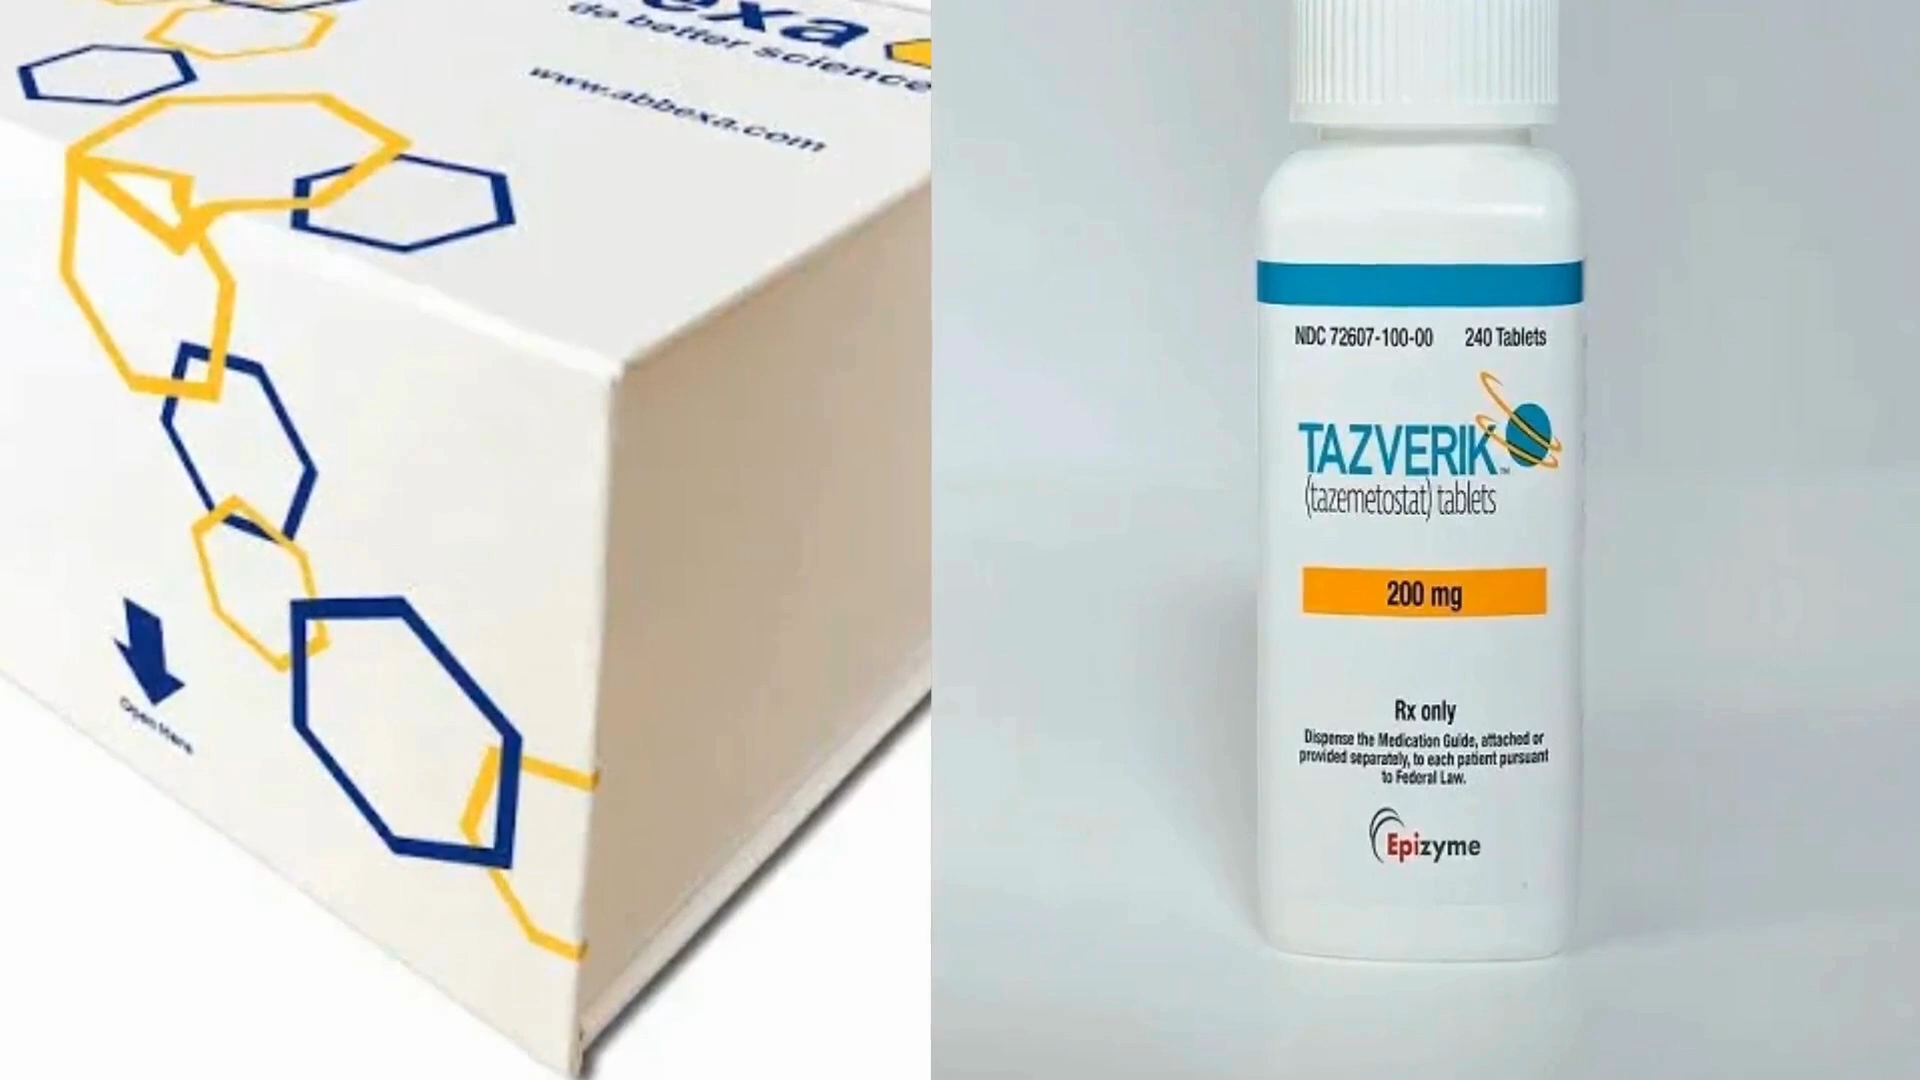 exa
do better science
www.abbexa.com
Open Here
NDC 72607-100-00 240 Tablets
TAZVERIK™
(tazemetostat) tablets
200 mg
Rx only
Dispense the Medication Guide, attached or
provided separately, to each patient pursuant
to Federal Law.
Epizyme